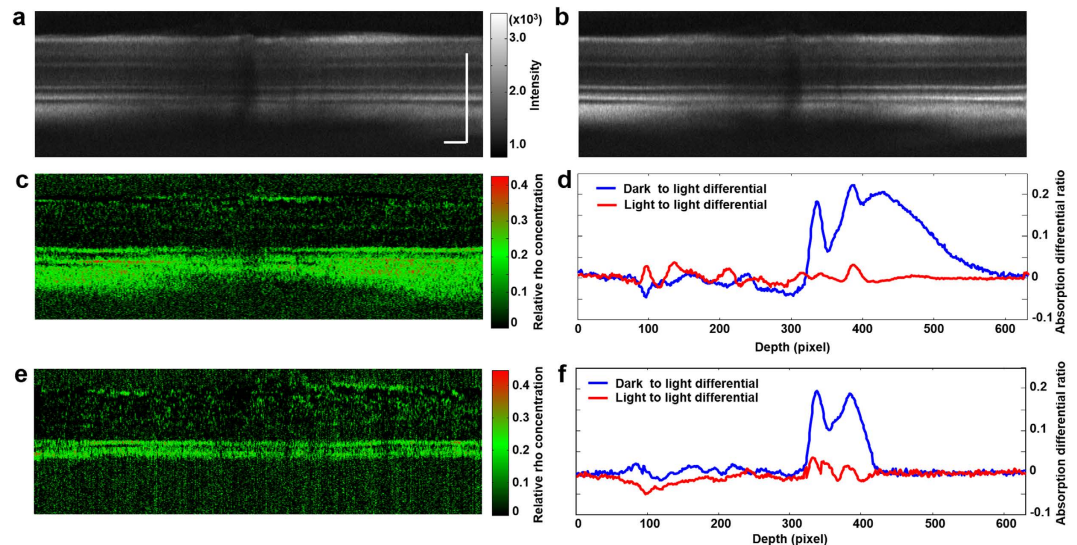 a
(x10³)
3.0
2.0
1.0
Intensity
b
c
0.4
0.3
0.2
0.1
0
Relative rho concentration
d
Dark to light differential
Light to light differential
0.2
0.1
0
-0.1
Absorption differential ratio
0 100 200 300 400 500 600
Depth (pixel)
e
0.4
0.3
0.2
0.1
0
Relative rho concentration
f
Dark to light differential
Light to light differential
0.2
0.1
0
-0.1
Absorption differential ratio
0 100 200 300 400 500 600
Depth (pixel)